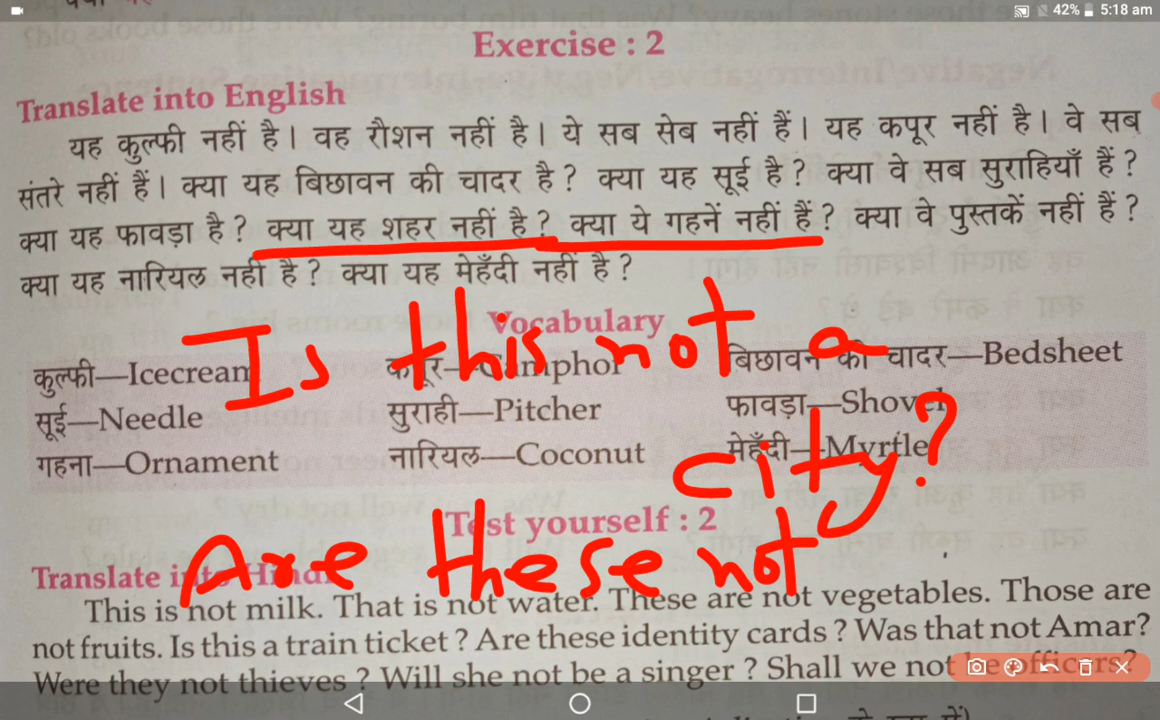 42% 5:18 am
Exercise : 2
Translate into English
यह कुल्फी नहीं है। वह रौशन नहीं है। ये सब सेब नहीं हैं। यह कपूर नहीं है। वे सब
संतरे नहीं हैं। क्या यह बिछावन की चादर है? क्या यह सूई है? क्या वे सब सुराहियाँ हैं?
क्या यह फावड़ा है? क्या यह शहर नहीं है? क्या ये गहनें नहीं हैं? क्या वे पुस्तकें नहीं हैं?
क्या यह नारियल नहीं है? क्या यह मेहँदी नहीं है?
Vocabulary
Is this not a
कुल्फी—Icecream कपूर—Camphor बिछावन की चादर—Bedsheet
सूई—Needle सुराही—Pitcher फावड़ा—Shovel
city?
गहना—Ornament नारियल—Coconut मेहँदी—Myrtle
Test yourself : 2
Are these not
Translate into Hindi
This is not milk. That is not water. These are not vegetables. Those are
not fruits. Is this a train ticket ? Are these identity cards ? Was that not Amar?
Were they not thieves ? Will she not be a singer ? Shall we not be officers?